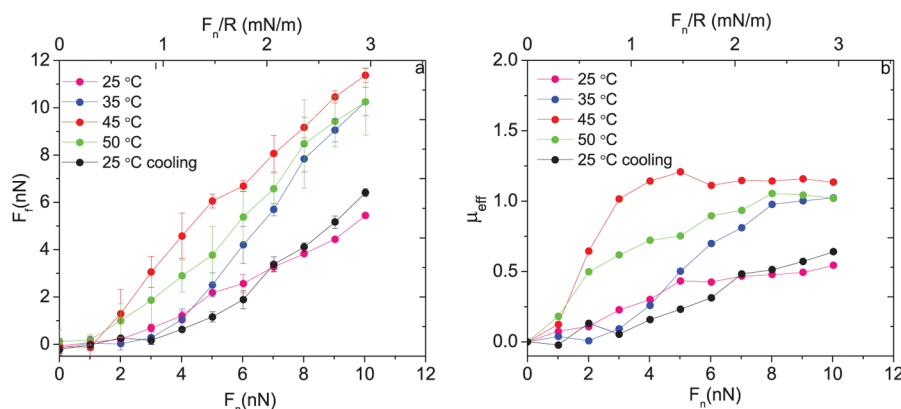 F_n/R (mN/m)
0 1 2 3
a
25 °C
35 °C
45 °C
50 °C
25 °C cooling
12
10
8
6
4
2
0
F_f(nN)
0 2 4 6 8 10 12
F_n(nN)
F_n/R (mN/m)
0 1 2 3
b
25 °C
35 °C
45 °C
50 °C
25 °C cooling
2.0
1.5
1.0
0.5
0.0
μ_eff
0 2 4 6 8 10 12
F_n(nN)